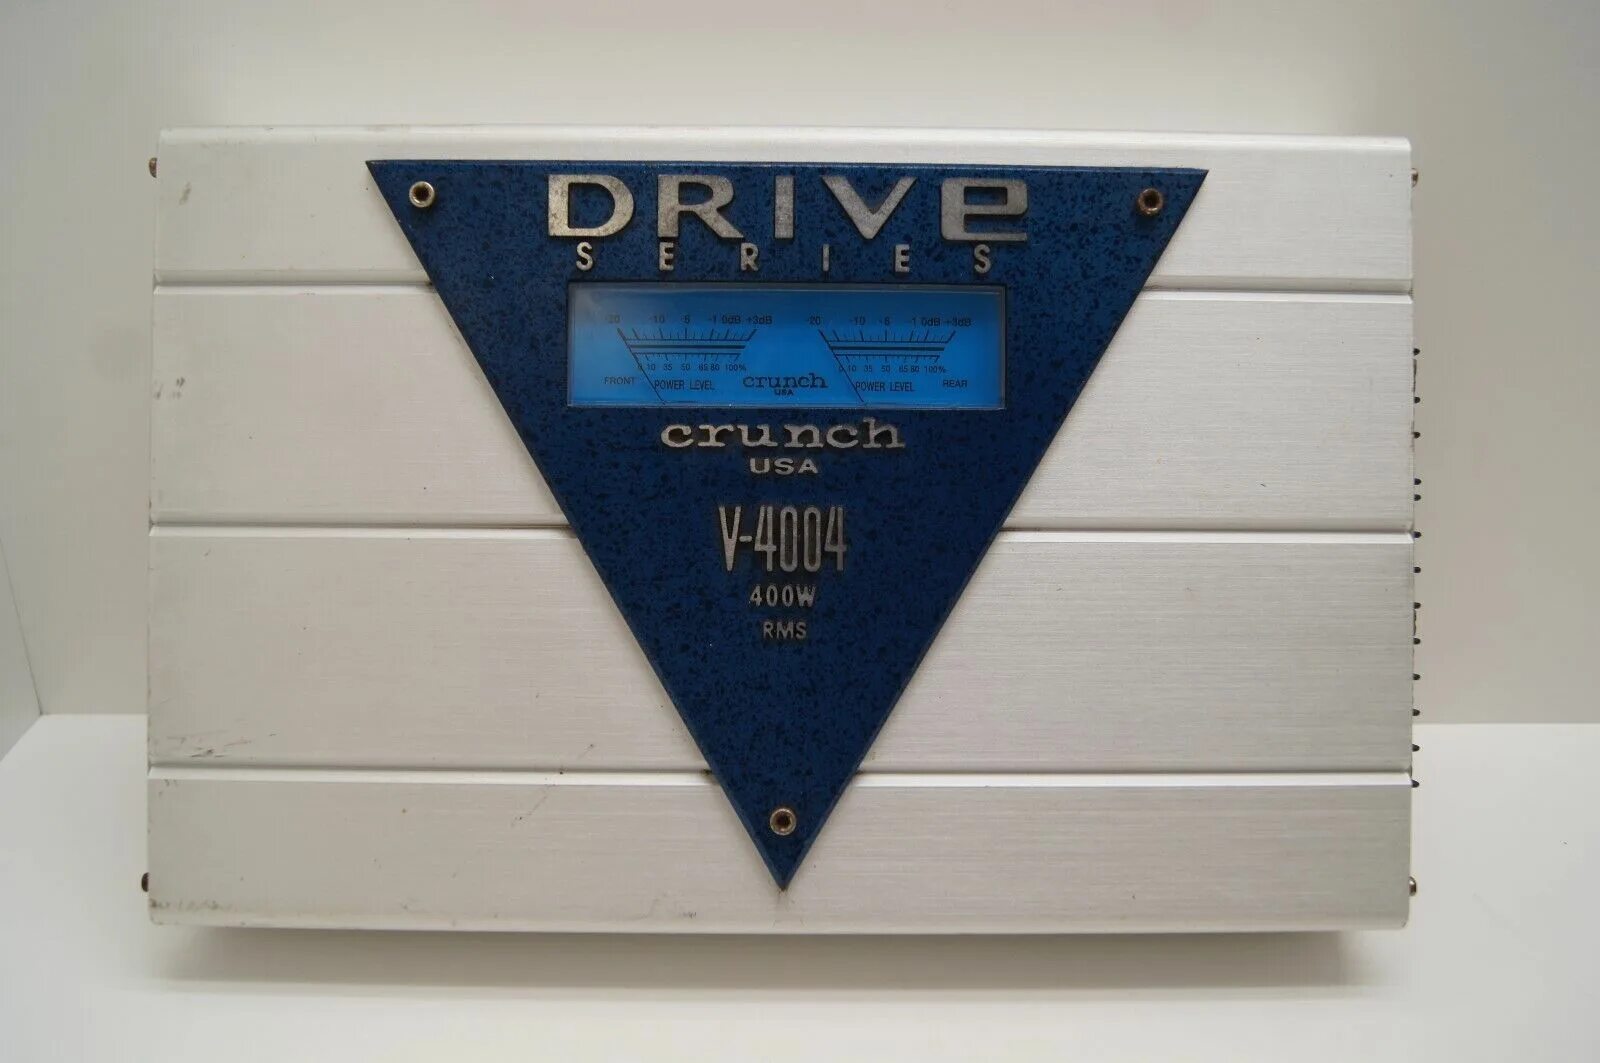 DRIVe
SERIES
-20 -10 -5 -1 0dB +3dB
-20 -10 -5 -1 0dB +3dB
0 10 35 50 65 80 100%
0 10 35 50 65 80 100%
FRONT POWER LEVEL crunch POWER LEVEL REAR
USA
crunch
USA
V-4004
400W
RMS